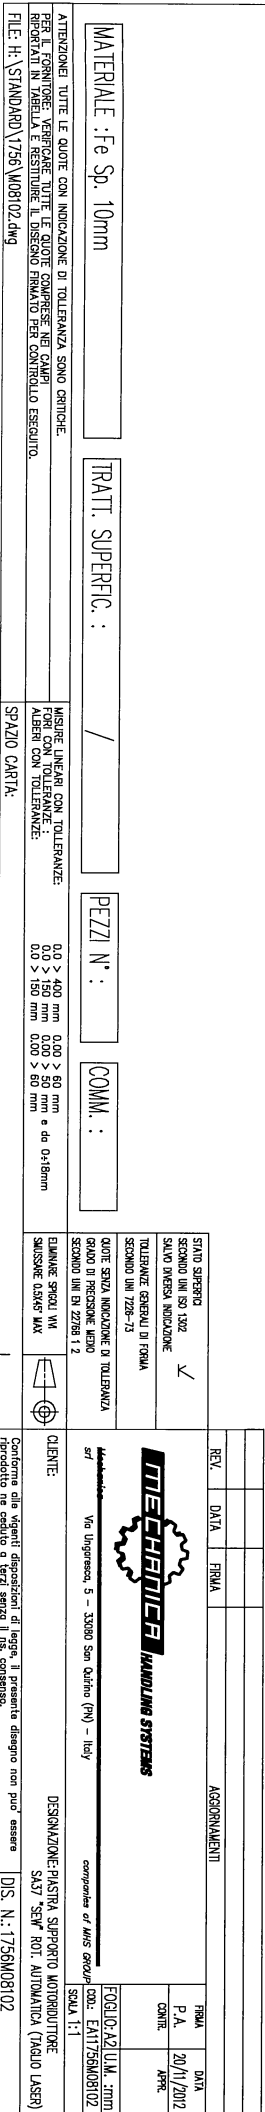 MATERIALE : Fe Sp. 10mm
TRATT. SUPERFIC. : /
PEZZI N° :
COMM. :
ATTENZIONE! TUTTE LE QUOTE CON INDICAZIONE DI TOLLERANZA SONO CRITICHE.
PER IL FORNITORE: VERIFICARE TUTTE LE QUOTE COMPRESE NEI CAMPI
RIPORTATI IN TABELLA E RESTITUIRE IL DISEGNO FIRMATO PER CONTROLLO ESEGUITO.
MISURE LINEARI CON TOLLERANZE: 0.0 > 400 mm 0.00 > 60 mm
FORI CON TOLLERANZE : 0.0 > 150 mm 0.00 > 50 mm e da 0÷18mm
ALBERI CON TOLLERANZE: 0.0 > 150 mm 0.00 > 60 mm
FILE: H:\STANDARD\1756\M08102.dwg
SPAZIO CARTA:
STATO SUPERFICI
SECONDO UNI ISO 1302
SALVO DIVERSA INDICAZIONE
TOLLERANZE GENERALI DI FORMA
SECONDO UNI 7226-73
QUOTE SENZA INDICAZIONE DI TOLLERANZA
GRADO DI PRECISIONE MEDIO
SECONDO UNI EN 22768 1 2
ELIMINARE SPIGOLI VIVI
SMUSSARE 0.5X45° MAX
REV. DATA FIRMA AGGIORNAMENTI
FIRMA DATA
P.A. 20/11/2012
CONTR. APPR.
MECHANICA HANDLING SYSTEMS
Mechanica srl
Via Ungaresca, 5 - 33080 San Quirino (PN) - Italy
companies of MHS GROUP
FOGLIO: A2 U.M. :mm
COD.: EA11756M08102
SCALA 1:1
CLIENTE:
DESIGNAZIONE: PIASTRA SUPPORTO MOTORIDUTTORE
SA37 "SEW" ROT. AUTOMATICA (TAGLIO LASER)
Conforme alle vigenti disposizioni di legge, il presente disegno non puo' essere
riprodotto ne ceduto a terzi senza il ns. consenso.
DIS. N.: 1756M08102